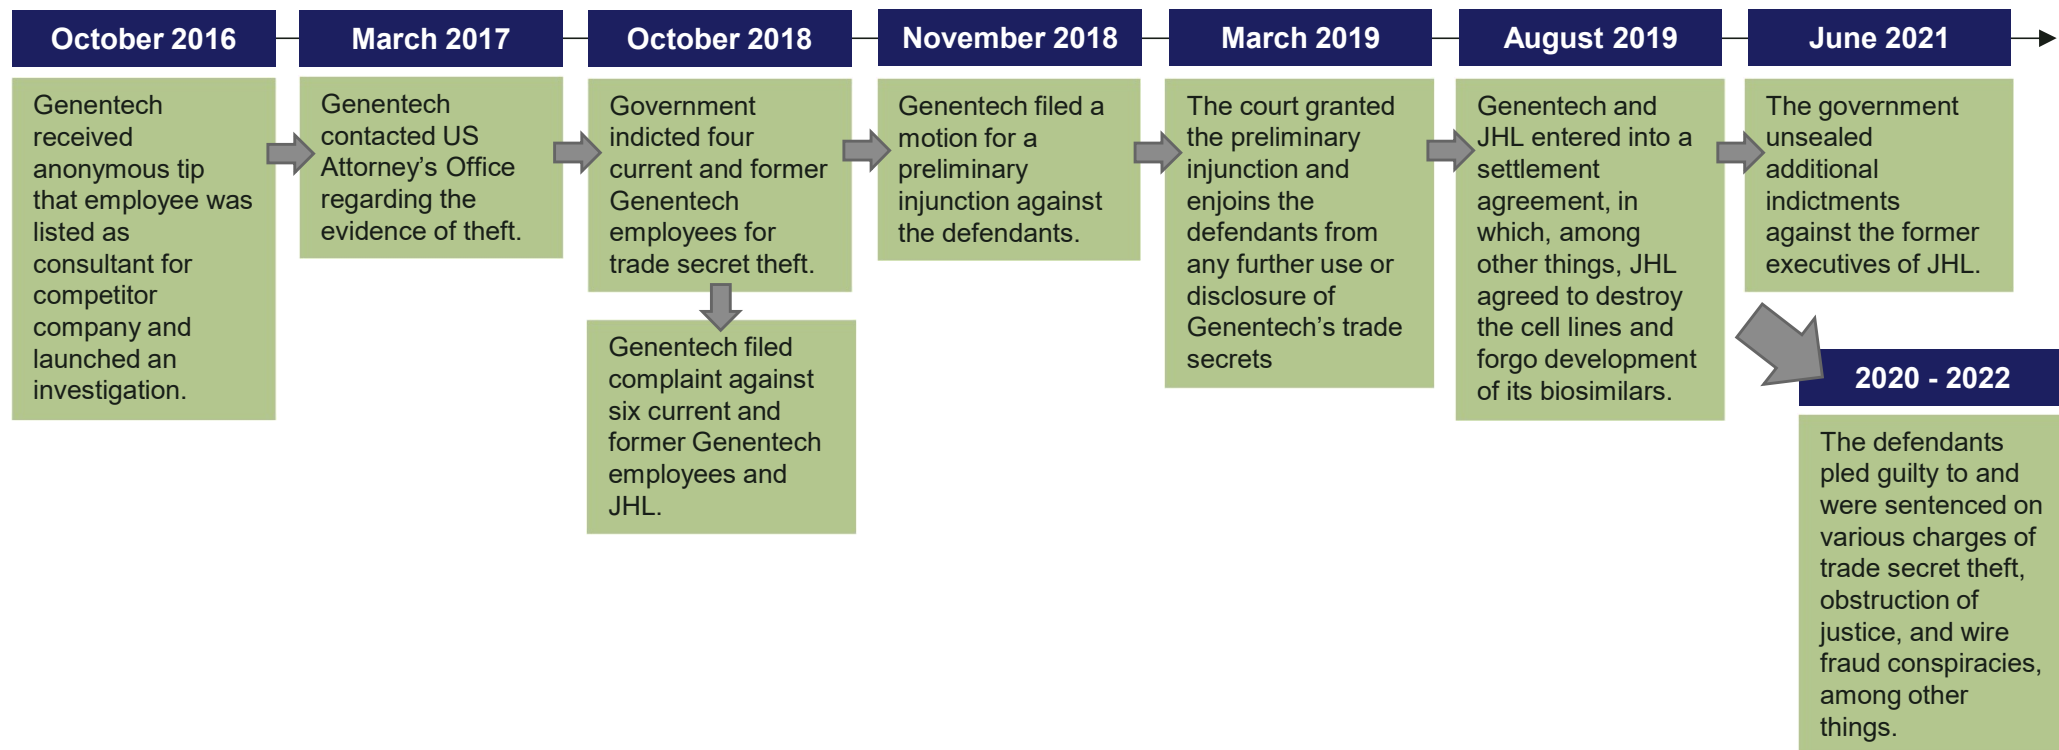 October 2016
March 2017
October 2018
November 2018
March 2019
August 2019
June 2021
Genentech
received
anonymous tip
that employee was
listed as
consultant for
competitor
company and
launched an
investigation.
Genentech
contacted US
Attorney’s Office
regarding the
evidence of theft.
Government
indicted four
current and former
Genentech
employees for
trade secret theft.
Genentech filed
complaint against
six current and
former Genentech
employees and
JHL.
Genentech filed a
motion for a
preliminary
injunction against
the defendants.
The court granted
the preliminary
injunction and
enjoins the
defendants from
any further use or
disclosure of
Genentech’s trade
secrets
Genentech and
JHL entered into a
settlement
agreement, in
which, among
other things, JHL
agreed to destroy
the cell lines and
forgo development
of its biosimilars.
The government
unsealed
additional
indictments
against the former
executives of JHL.
2020 - 2022
The defendants
pled guilty to and
were sentenced on
various charges of
trade secret theft,
obstruction of
justice, and wire
fraud conspiracies,
among other
things.